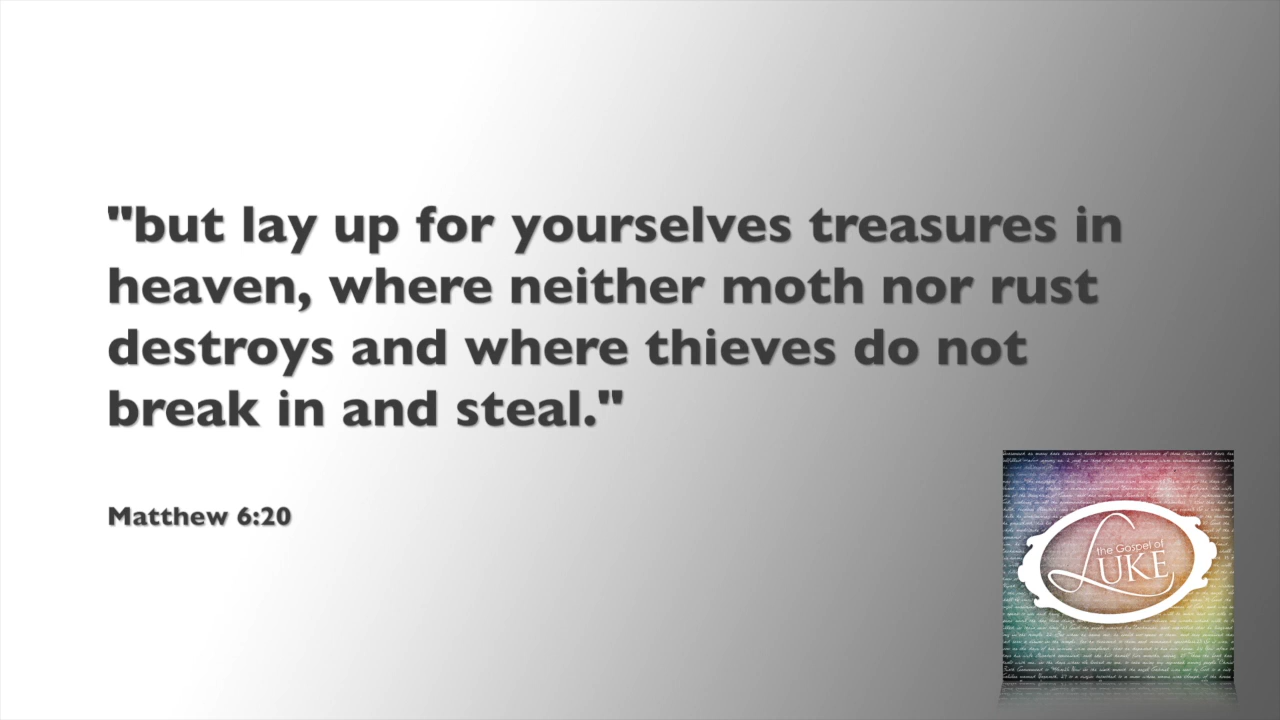 "but lay up for yourselves treasures in
heaven, where neither moth nor rust
destroys and where thieves do not
break in and steal."
Matthew 6:20
the Gospel of
LUKE